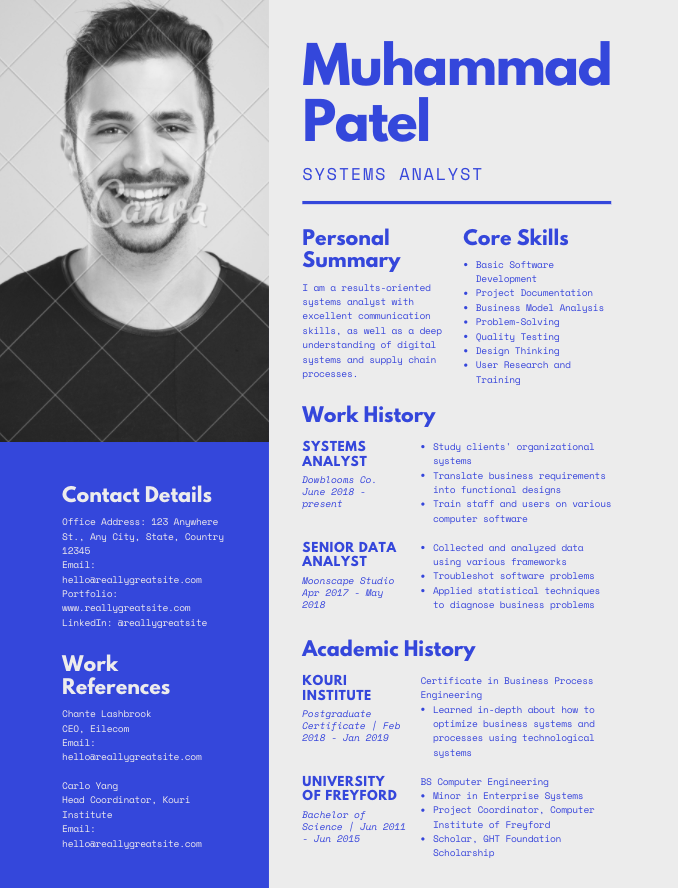 Canva
Muhammad
Patel
SYSTEMS ANALYST
Personal
Summary
I am a results-oriented
systems analyst with
excellent communication
skills, as well as a deep
understanding of digital
systems and supply chain
processes.
Core Skills
• Basic Software
Development
• Project Documentation
• Business Model Analysis
• Problem-Solving
• Quality Testing
• Design Thinking
• User Research and
Training
Work History
SYSTEMS
ANALYST
Dowblooms Co.
June 2018 -
present
• Study clients' organizational
systems
• Translate business requirements
into functional designs
• Train staff and users on various
computer software
SENIOR DATA
ANALYST
Moonscape Studio
Apr 2017 - May
2018
• Collected and analyzed data
using various frameworks
• Troubleshot software problems
• Applied statistical techniques
to diagnose business problems
Academic History
KOURI
INSTITUTE
Postgraduate
Certificate | Feb
2018 - Jan 2019
Certificate in Business Process
Engineering
• Learned in-depth about how to
optimize business systems and
processes using technological
systems
UNIVERSITY
OF FREYFORD
Bachelor of
Science | Jun 2011
- Jun 2015
BS Computer Engineering
• Minor in Enterprise Systems
• Project Coordinator, Computer
Institute of Freyford
• Scholar, GHT Foundation
Scholarship
Contact Details
Office Address: 123 Anywhere
St., Any City, State, Country
12345
Email:
hello@reallygreatsite.com
Portfolio:
www.reallygreatsite.com
LinkedIn: @reallygreatsite
Work
References
Chante Lashbrook
CEO, Eilecom
Email:
hello@reallygreatsite.com
Carlo Yang
Head Coordinator, Kouri
Institute
Email:
hello@reallygreatsite.com